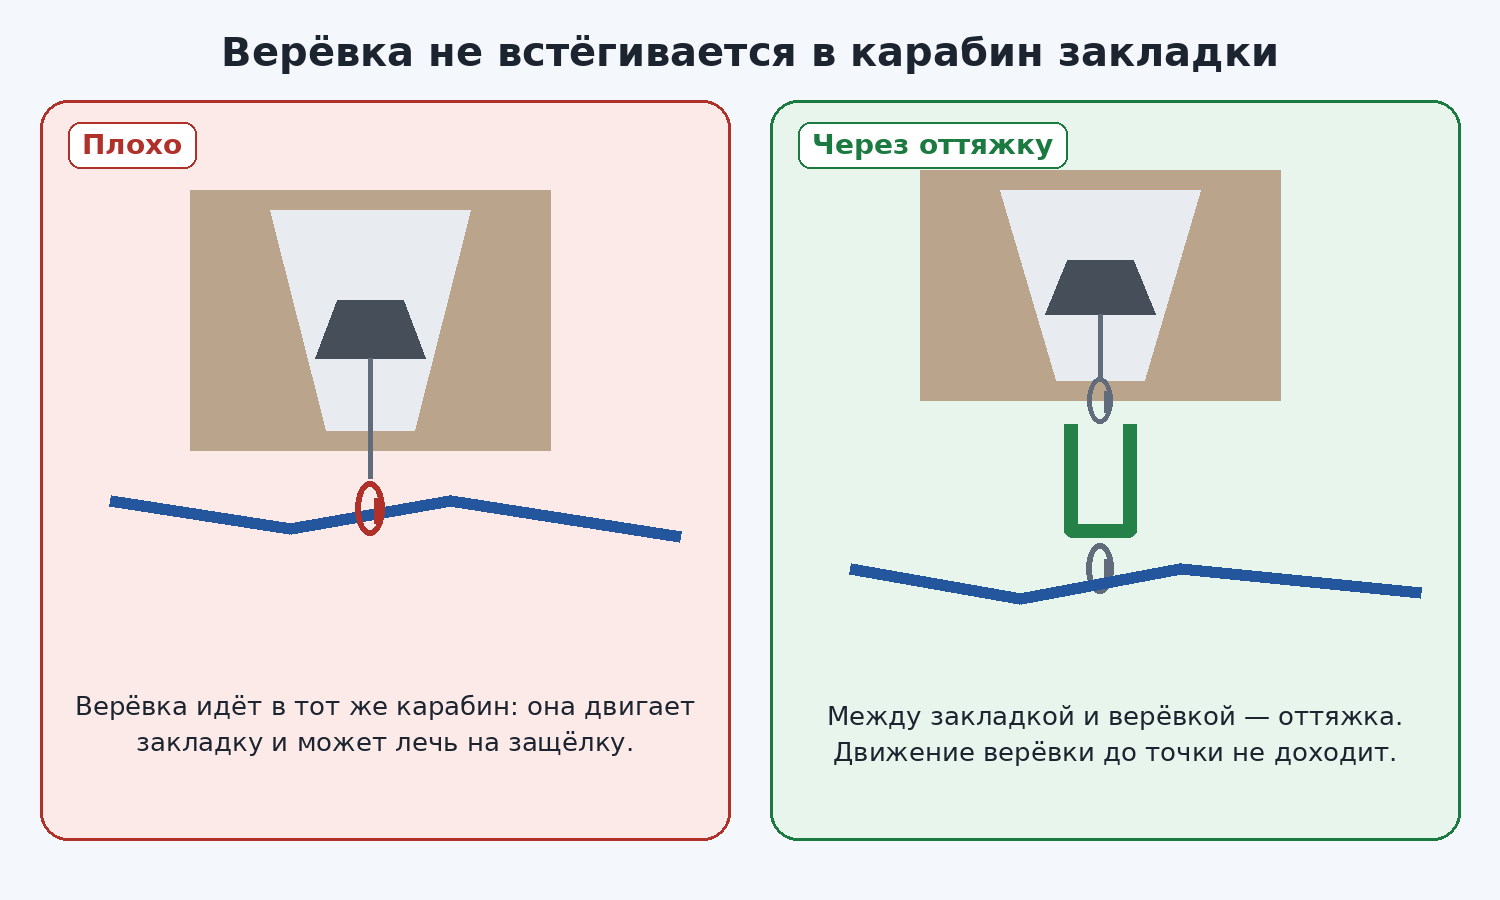 Верёвка не встёгивается в карабин закладки
Плохо
Верёвка идёт в тот же карабин: она двигает
закладку и может лечь на защёлку.
Через оттяжку
Между закладкой и верёвкой — оттяжка.
Движение верёвки до точки не доходит.